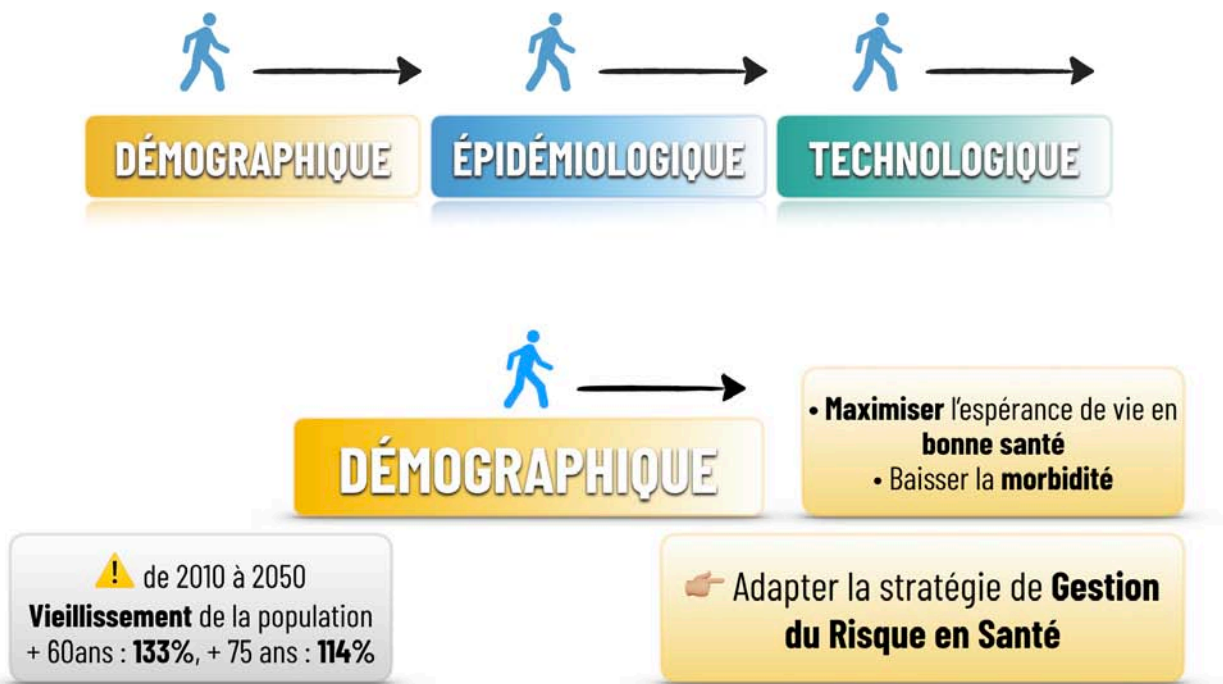 DÉMOGRAPHIQUE
ÉPIDÉMIOLOGIQUE
TECHNOLOGIQUE
DÉMOGRAPHIQUE
• Maximiser l'espérance de vie en
bonne santé
• Baisser la morbidité
de 2010 à 2050
Vieillissement de la population
+ 60ans : 133%, + 75 ans : 114%
Adapter la stratégie de Gestion
du Risque en Santé